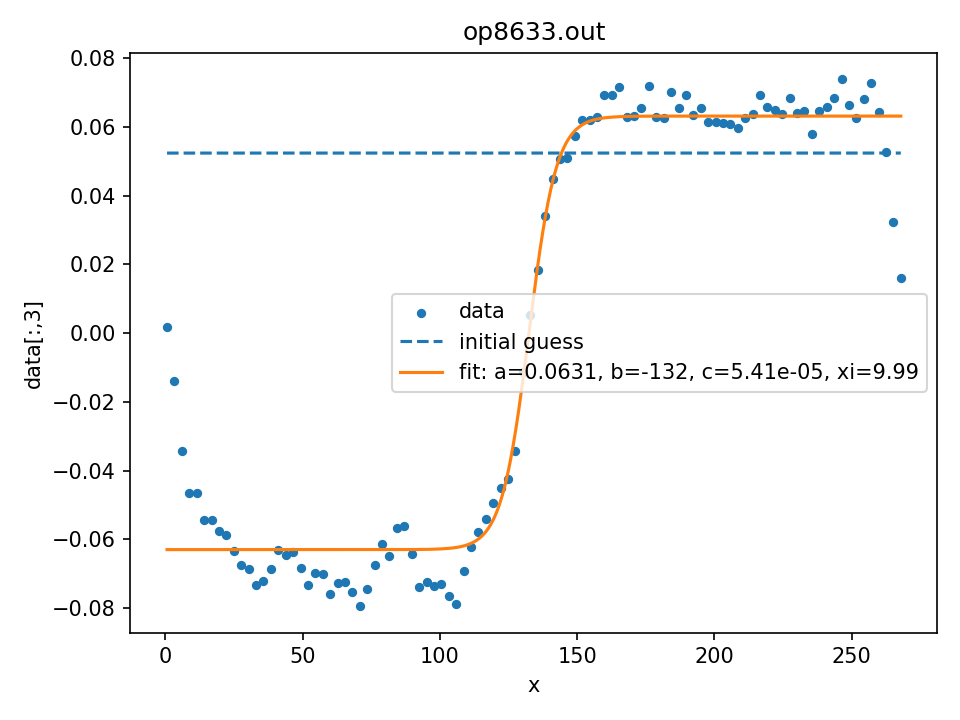 op8633.out
data[:,3]
0.08
0.06
0.04
0.02
0.00
−0.02
−0.04
−0.06
−0.08
data
initial guess
fit: a=0.0631, b=-132, c=5.41e-05, xi=9.99
0 50 100 150 200 250
x